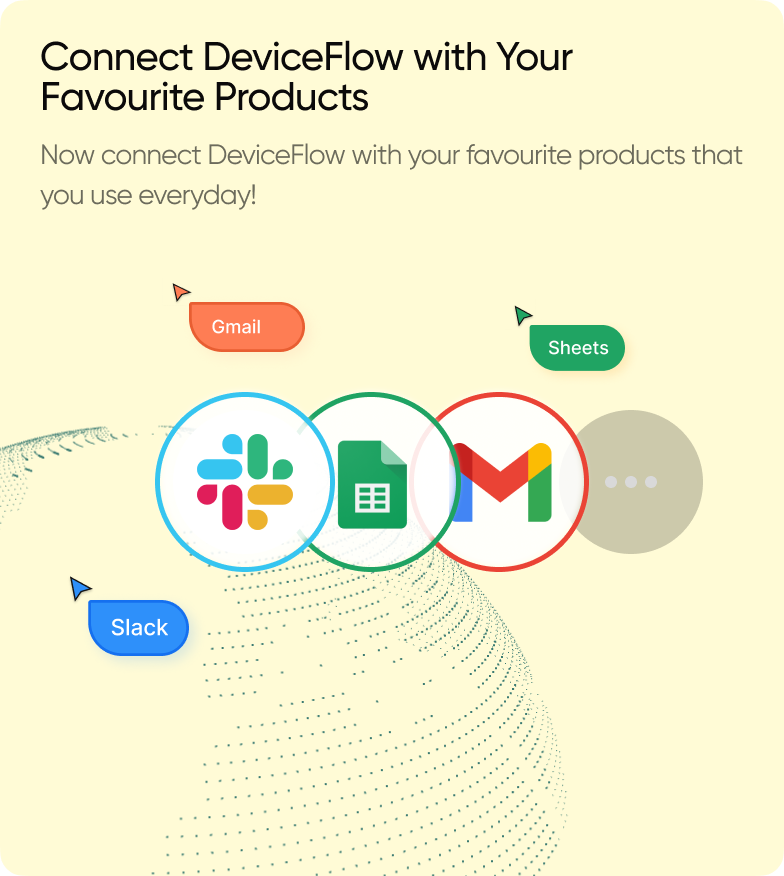 Connect DeviceFlow with Your
Favourite Products
Now connect DeviceFlow with your favourite products that
you use everyday!
Gmail
Sheets
Slack